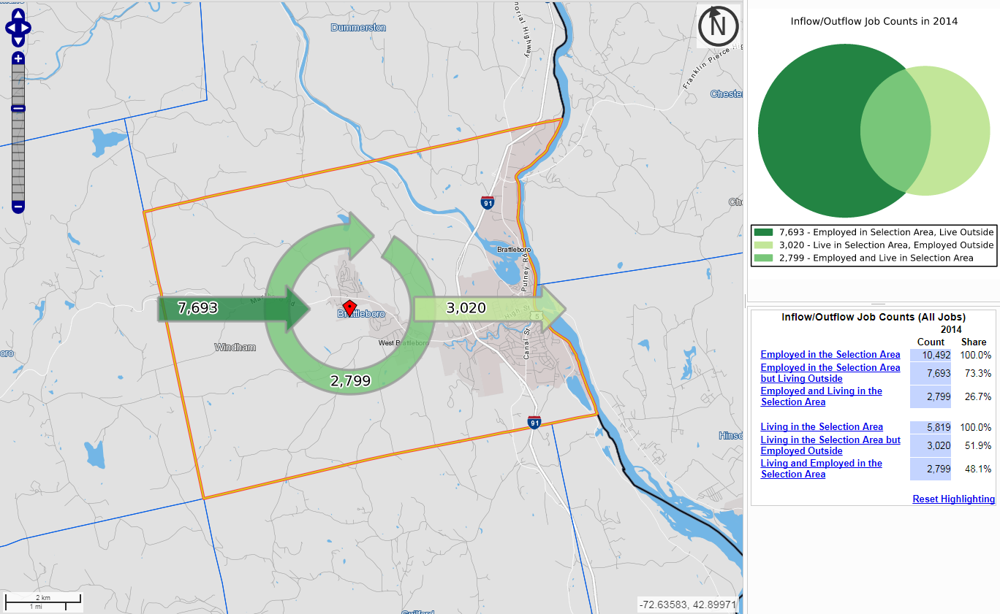 Dummerston
morial Highway
N
Franklin Pierce Hig
Cheste
Ch
91
Brattleboro
Putney Rd
7,693
3,020
High St
5
Brattleboro
West Brattleboro
Canal St
Windham
oro
2,799
91
Hinsd
2 km
1 mi
Guilford
-72.63583, 42.89971
Inflow/Outflow Job Counts in 2014
7,693 - Employed in Selection Area, Live Outside
3,020 - Live in Selection Area, Employed Outside
2,799 - Employed and Live in Selection Area
Inflow/Outflow Job Counts (All Jobs)
2014
Count Share
Employed in the Selection Area 10,492 100.0%
Employed in the Selection Area
but Living Outside 7,693 73.3%
Employed and Living in the
Selection Area 2,799 26.7%
Living in the Selection Area 5,819 100.0%
Living in the Selection Area but
Employed Outside 3,020 51.9%
Living and Employed in the
Selection Area 2,799 48.1%
Reset Highlighting